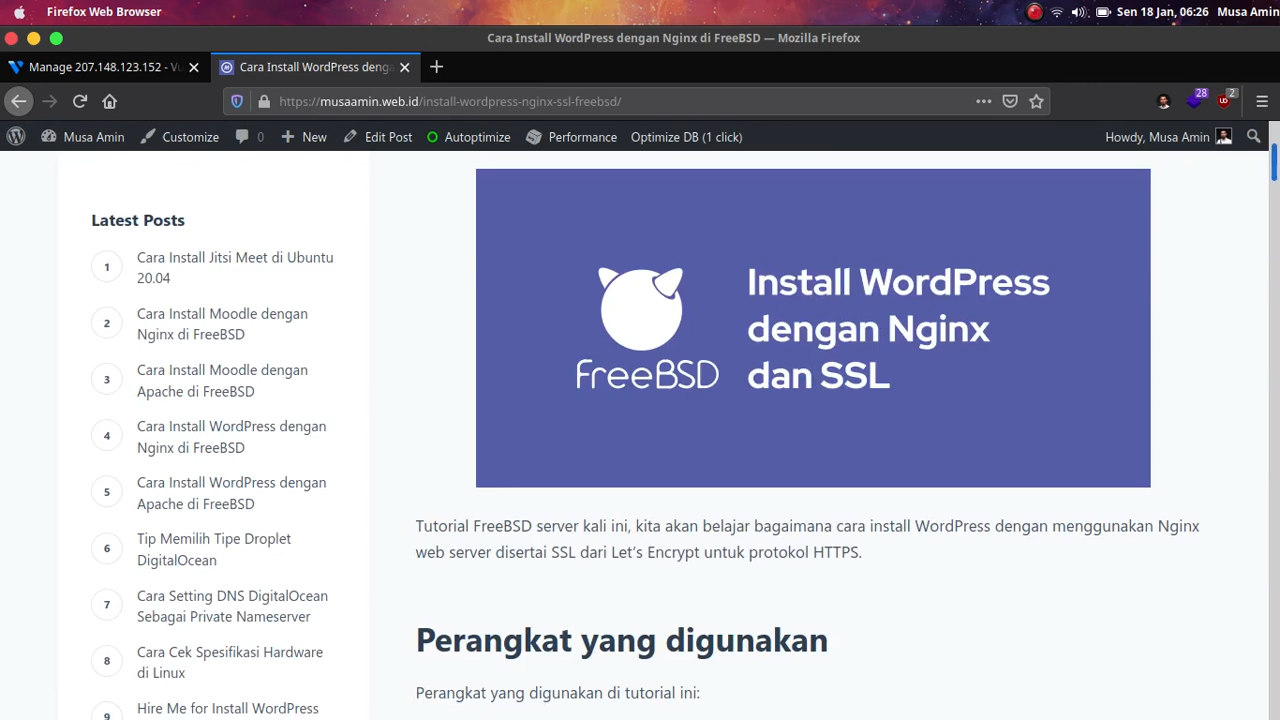 Firefox Web Browser
Sen 18 Jan, 06:26 Musa Amin
Cara Install WordPress dengan Nginx di FreeBSD — Mozilla Firefox
Manage 207.148.123.152 - Vu
Cara Install WordPress denga
https://musaamin.web.id/install-wordpress-nginx-ssl-freebsd/
28
2
Musa Amin Customize 0 New Edit Post Autoptimize Performance Optimize DB (1 click) Howdy, Musa Amin
Latest Posts
1 Cara Install Jitsi Meet di Ubuntu
20.04
2 Cara Install Moodle dengan
Nginx di FreeBSD
3 Cara Install Moodle dengan
Apache di FreeBSD
4 Cara Install WordPress dengan
Nginx di FreeBSD
5 Cara Install WordPress dengan
Apache di FreeBSD
6 Tip Memilih Tipe Droplet
DigitalOcean
7 Cara Setting DNS DigitalOcean
Sebagai Private Nameserver
8 Cara Cek Spesifikasi Hardware
di Linux
9 Hire Me for Install WordPress
FreeBSD
Install WordPress
dengan Nginx
dan SSL
Tutorial FreeBSD server kali ini, kita akan belajar bagaimana cara install WordPress dengan menggunakan Nginx
web server disertai SSL dari Let's Encrypt untuk protokol HTTPS.
Perangkat yang digunakan
Perangkat yang digunakan di tutorial ini: